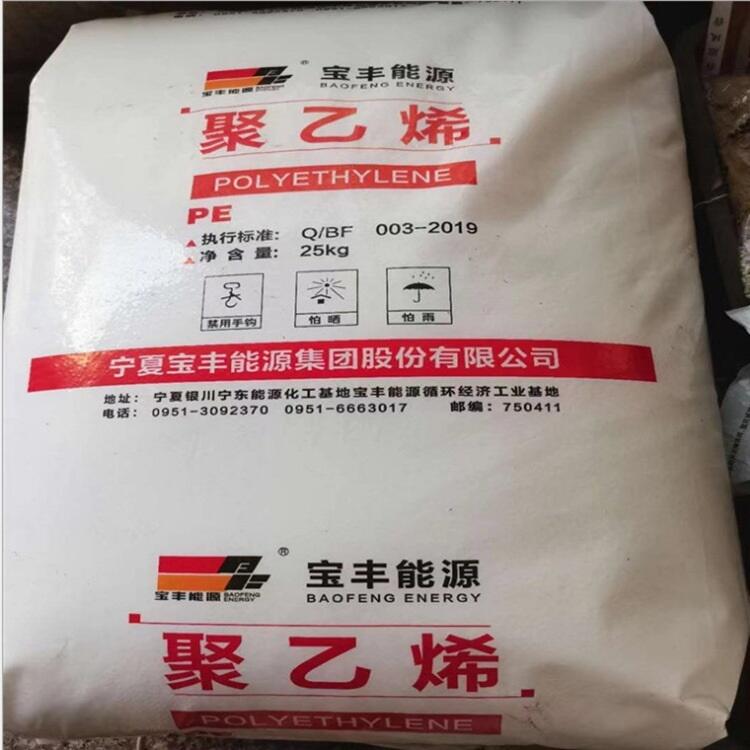 宝丰能源 BAOFENG ENERGY ® 宝丰能源
BAOFENG ENERGY
聚乙烯
POLYETHYLENE
PE
执行标准: Q/BF 003-2019
净含量: 25kg
禁用手钩 怕晒 怕雨
宁夏宝丰能源集团股份有限公司
地址: 宁夏银川宁东能源化工基地宝丰能源循环经济工业基地
电话: 0951-3092370 0951-6663017 邮编: 750411
宝丰能源 BAOFENG ENERGY ® 宝丰能源
BAOFENG ENERGY
聚乙烯
POLYETHYLENE